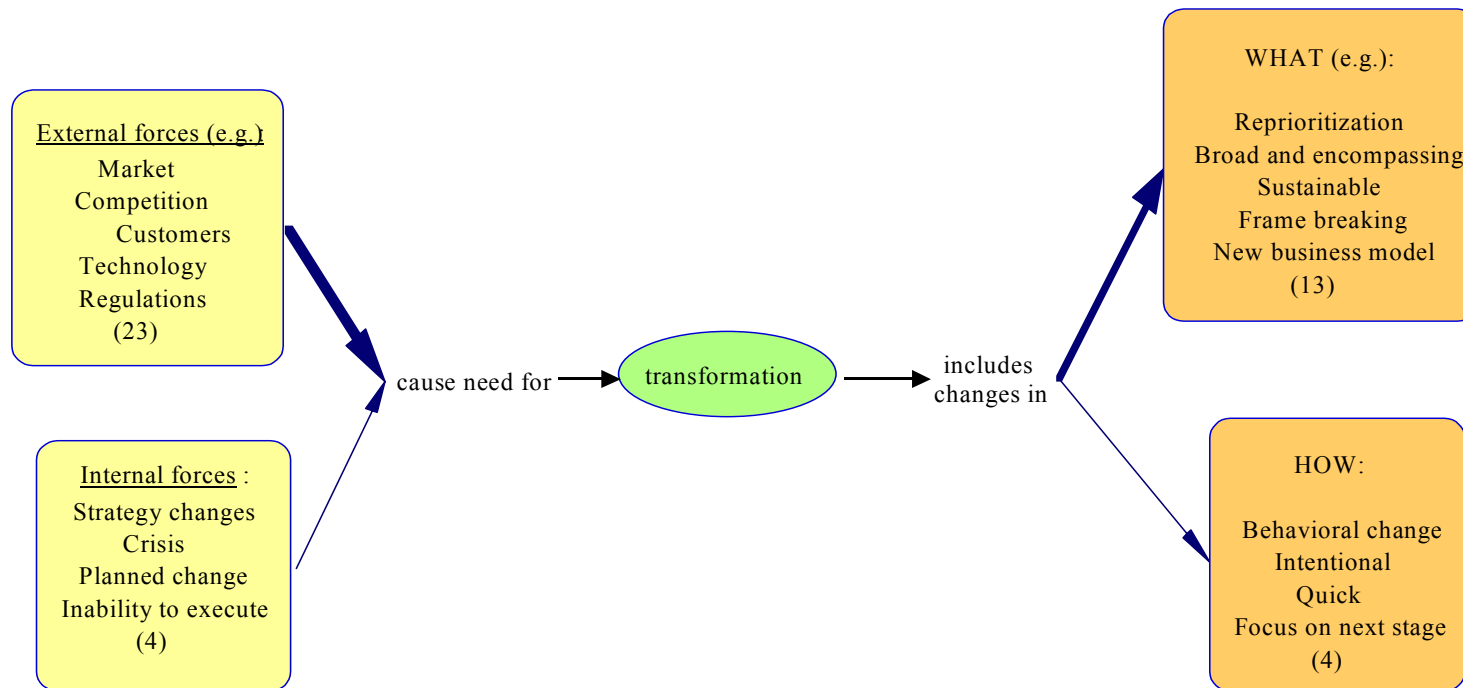 External forces (e.g.):
Market
Competition
Customers
Technology
Regulations
(23)
Internal forces :
Strategy changes
Crisis
Planned change
Inability to execute
(4)
cause need for
transformation
includes
changes in
WHAT (e.g.):
Reprioritization
Broad and encompassing
Sustainable
Frame breaking
New business model
(13)
HOW:
Behavioral change
Intentional
Quick
Focus on next stage
(4)